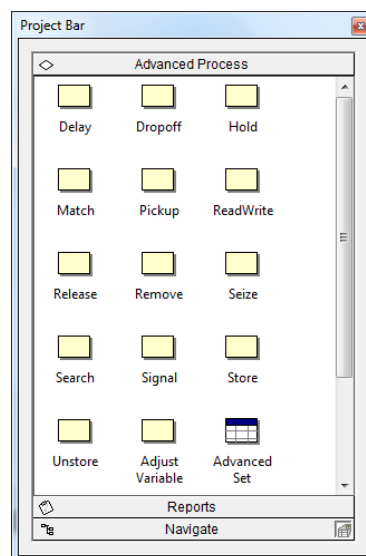 Project Bar
Advanced Process
Delay Dropoff Hold
Match Pickup ReadWrite
Release Remove Seize
Search Signal Store
Unstore Adjust Variable Advanced Set
Reports
Navigate